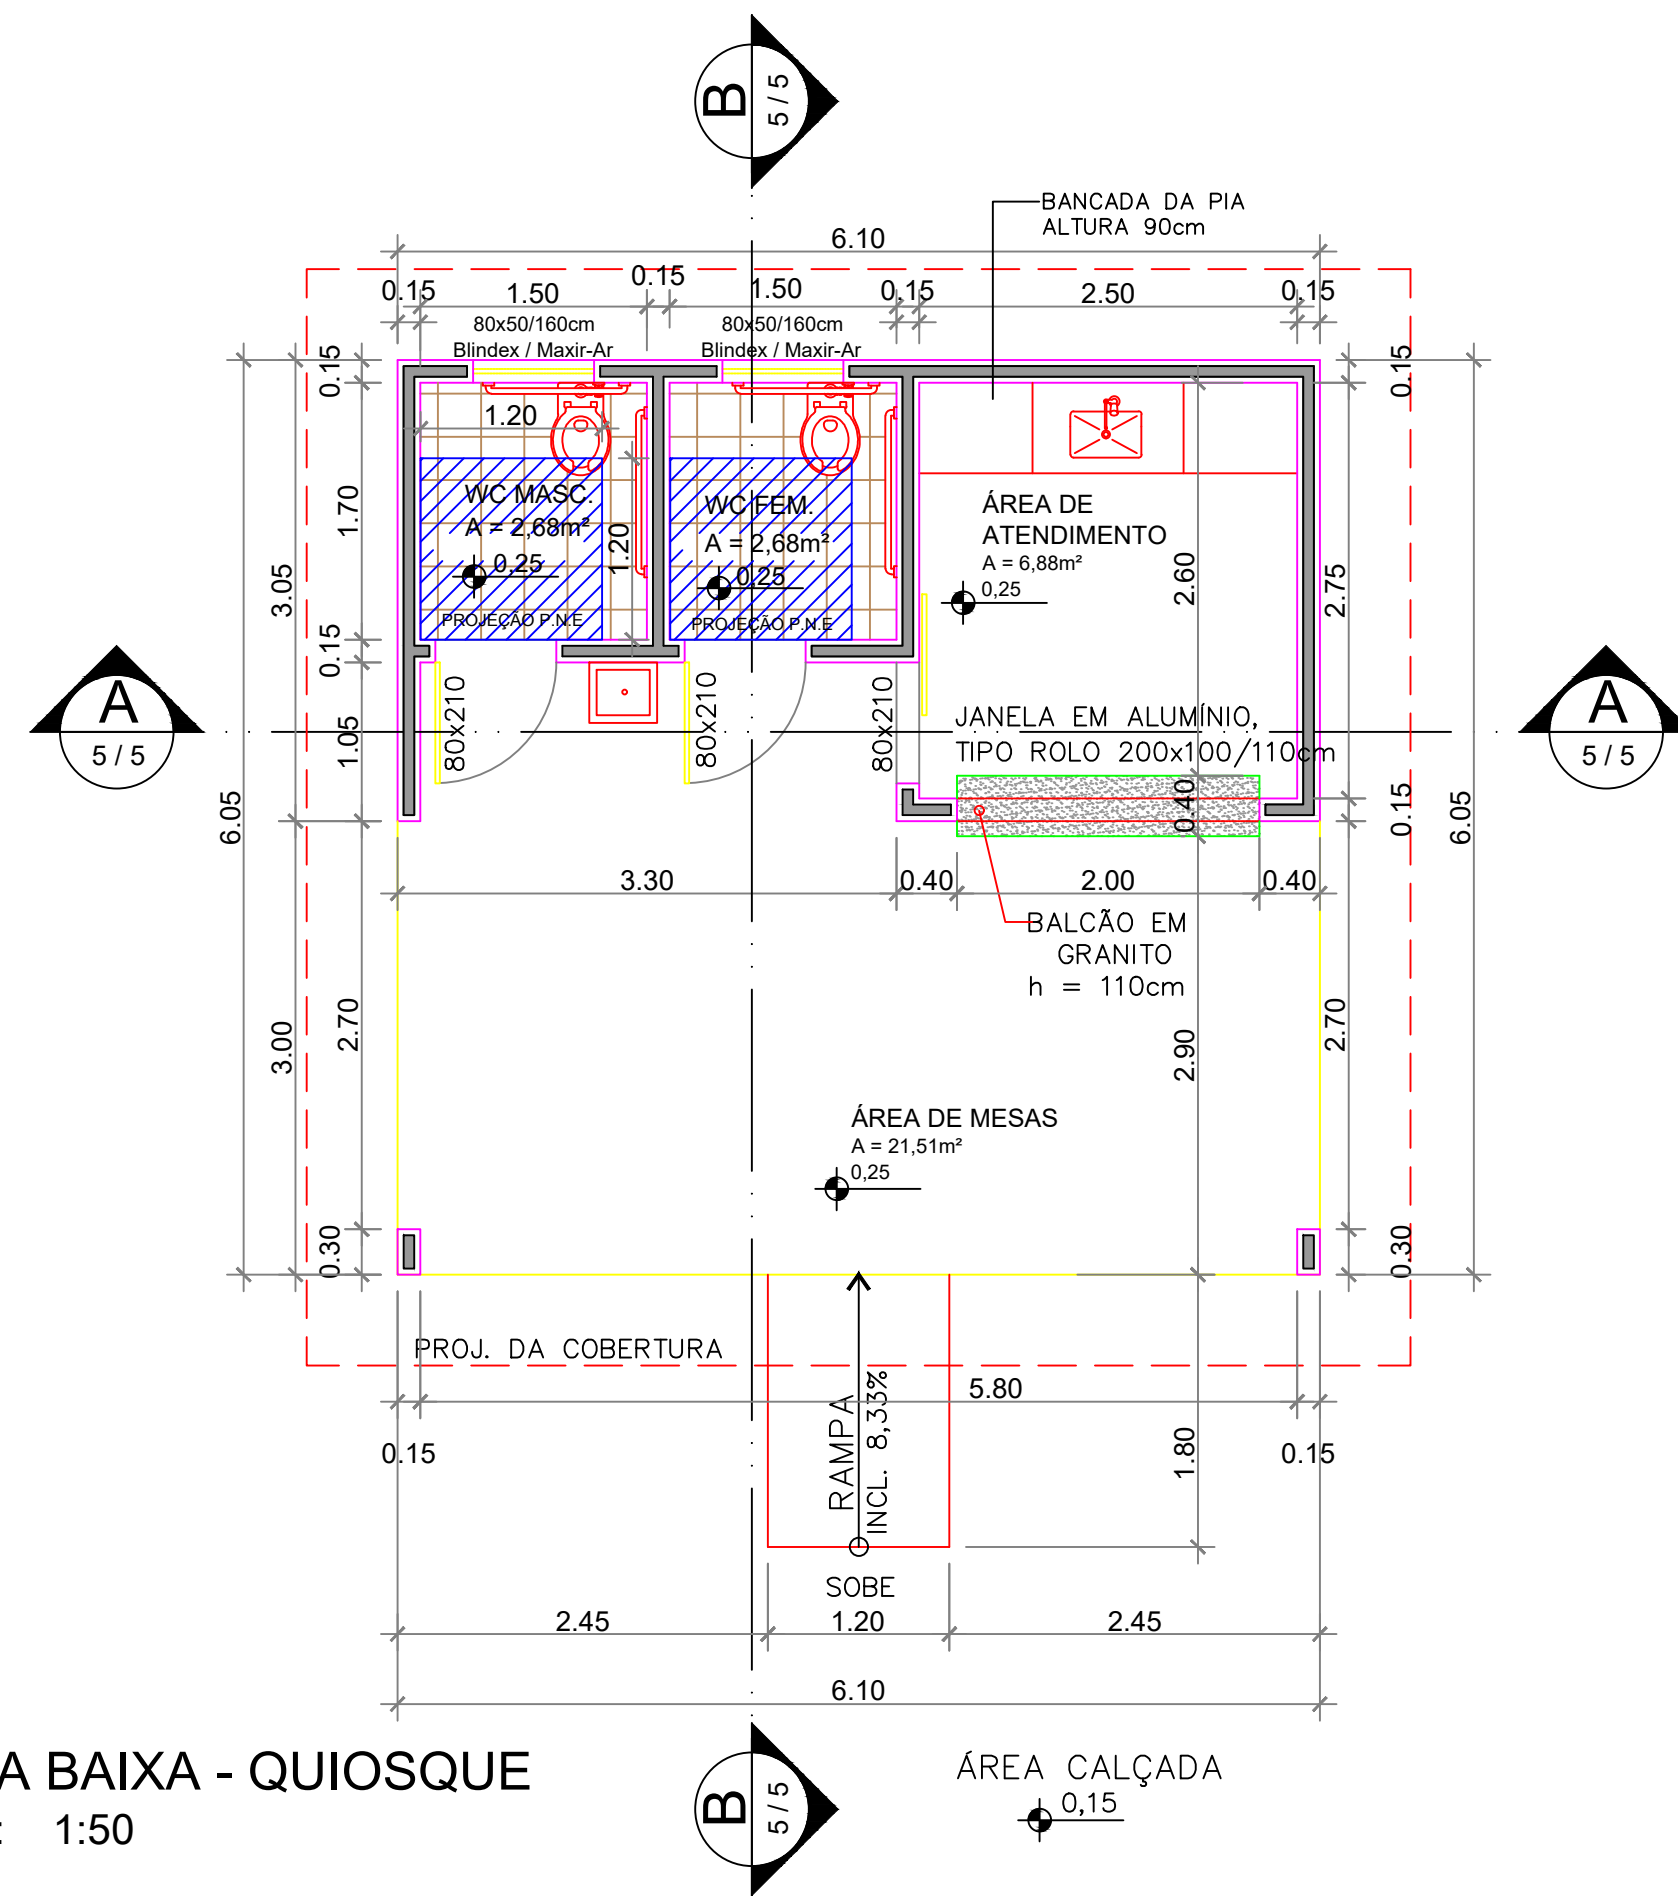 B
5 / 5
BANCADA DA PIA
ALTURA 90cm
6.10
0.15
1.50
0.15
1.50
0.15
2.50
0.15
80x50/160cm
Blindex / Maxir-Ar
80x50/160cm
Blindex / Maxir-Ar
0.15
0.15
1.20
1.70
WC MASC.
A = 2,68m²
0,25
1.20
PROJEÇÃO P.N.E
WC FEM.
A = 2,68m²
0,25
PROJEÇÃO P.N.E
ÁREA DE
ATENDIMENTO
A = 6,88m²
0,25
2.60
2.75
3.05
0.15
A
5 / 5
1.05
80x210
80x210
80x210
JANELA EM ALUMÍNIO,
TIPO ROLO 200x100/110cm
A
5 / 5
6.05
0.40
0.15
6.05
3.30
0.40
2.00
0.40
BALCÃO EM
GRANITO
h = 110cm
3.00
2.70
2.90
2.70
ÁREA DE MESAS
A = 21,51m²
0,25
0.30
0.30
PROJ. DA COBERTURA
5.80
0.15
RAMPA
INCL. 8,33%
1.80
0.15
SOBE
2.45
1.20
2.45
6.10
A BAIXA - QUIOSQUE
: 1:50
B
5 / 5
ÁREA CALÇADA
0,15